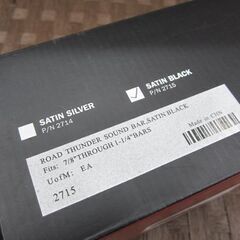 SATIN SILVER
P/N 2714
SATIN BLACK
P/N 2715
ROAD THUNDER SOUND BAR,SATIN BLACK
Fits: 7/8"THROUGH 1-1/4"BARS
UofM: EA
Made in CHN
2715